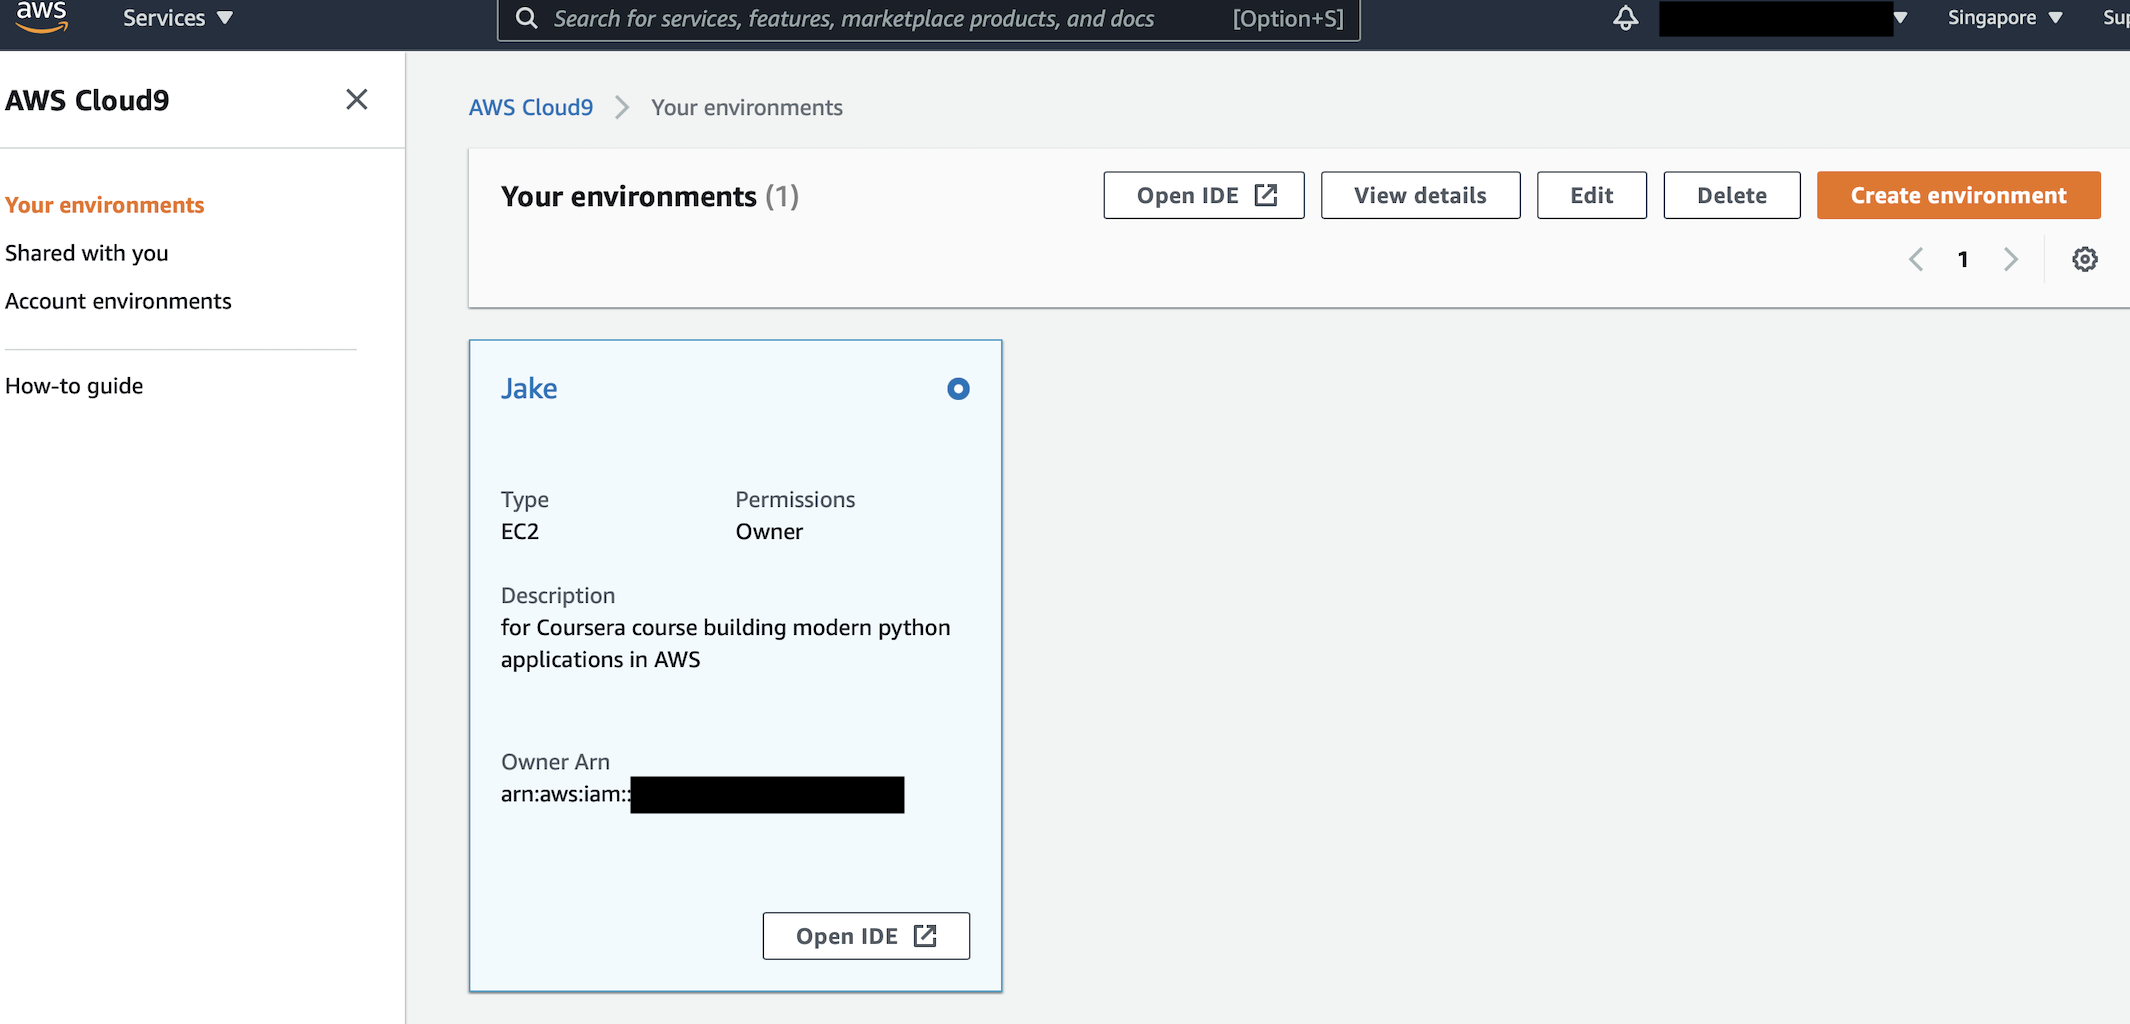 aws
Services
Search for services, features, marketplace products, and docs [Option+S]
Singapore
AWS Cloud9
Your environments
Shared with you
Account environments
How-to guide
AWS Cloud9 Your environments
Your environments (1)
Open IDE
View details
Edit
Delete
Create environment
1
Jake
Type
EC2
Permissions
Owner
Description
for Coursera course building modern python
applications in AWS
Owner Arn
arn:aws:iam::
Open IDE